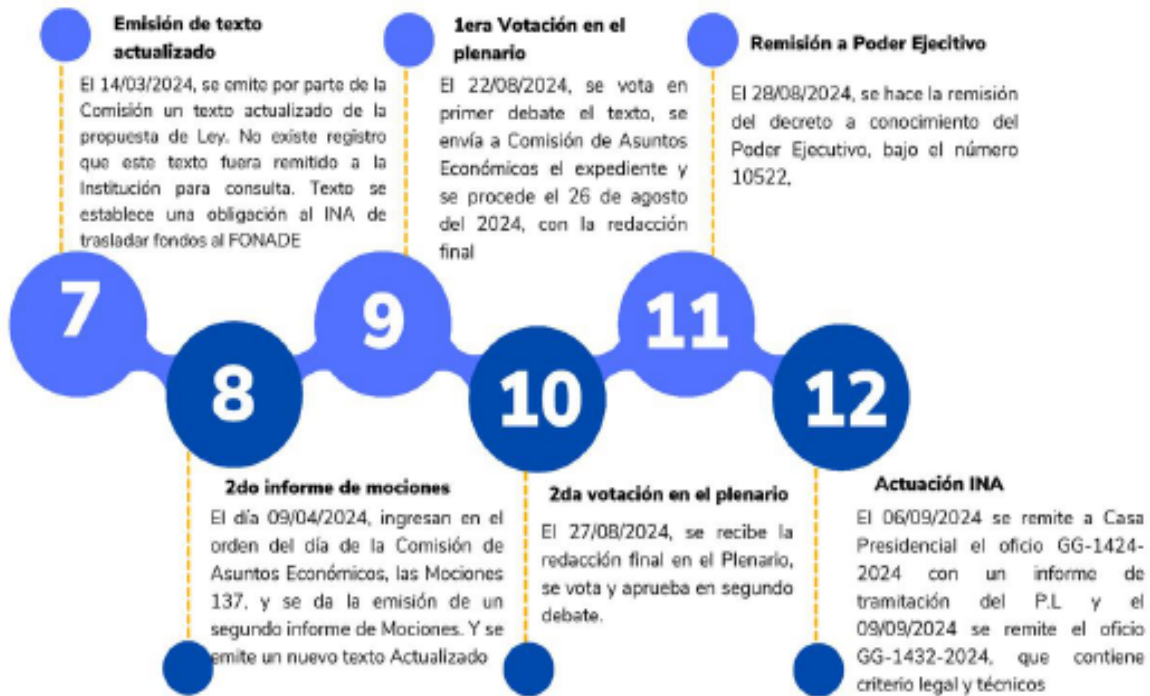 Emisión de texto
actualizado
El 14/03/2024, se emite por parte de la
Comisión un texto actualizado de la
propuesta de Ley. No existe registro
que este texto fuera remitido a la
Institución para consulta. Texto se
establece una obligación al INA de
trasladar fondos al FONADE
1era Votación en el
plenario
El 22/08/2024, se vota en
primer debate el texto, se
envía a Comisión de Asuntos
Económicos el expediente y
se procede el 26 de agosto
del 2024, con la redacción
final
Remisión a Poder Ejecitivo
El 28/08/2024, se hace la remisión
del decreto a conocimiento del
Poder Ejecutivo, bajo el número
10522,
7
8
9
10
11
12
2do informe de mociones
El día 09/04/2024, ingresan en el
orden del día de la Comisión de
Asuntos Económicos, las Mociones
137, y se da la emisión de un
segundo informe de Mociones. Y se
emite un nuevo texto Actualizado
2da votación en el plenario
El 27/08/2024, se recibe la
redacción final en el Plenario,
se vota y aprueba en segundo
debate.
Actuación INA
El 06/09/2024 se remite a Casa
Presidencial el oficio GG-1424-
2024 con un informe de
tramitación del P.L y el
09/09/2024 se remite el oficio
GG-1432-2024, que contiene
criterio legal y técnicos